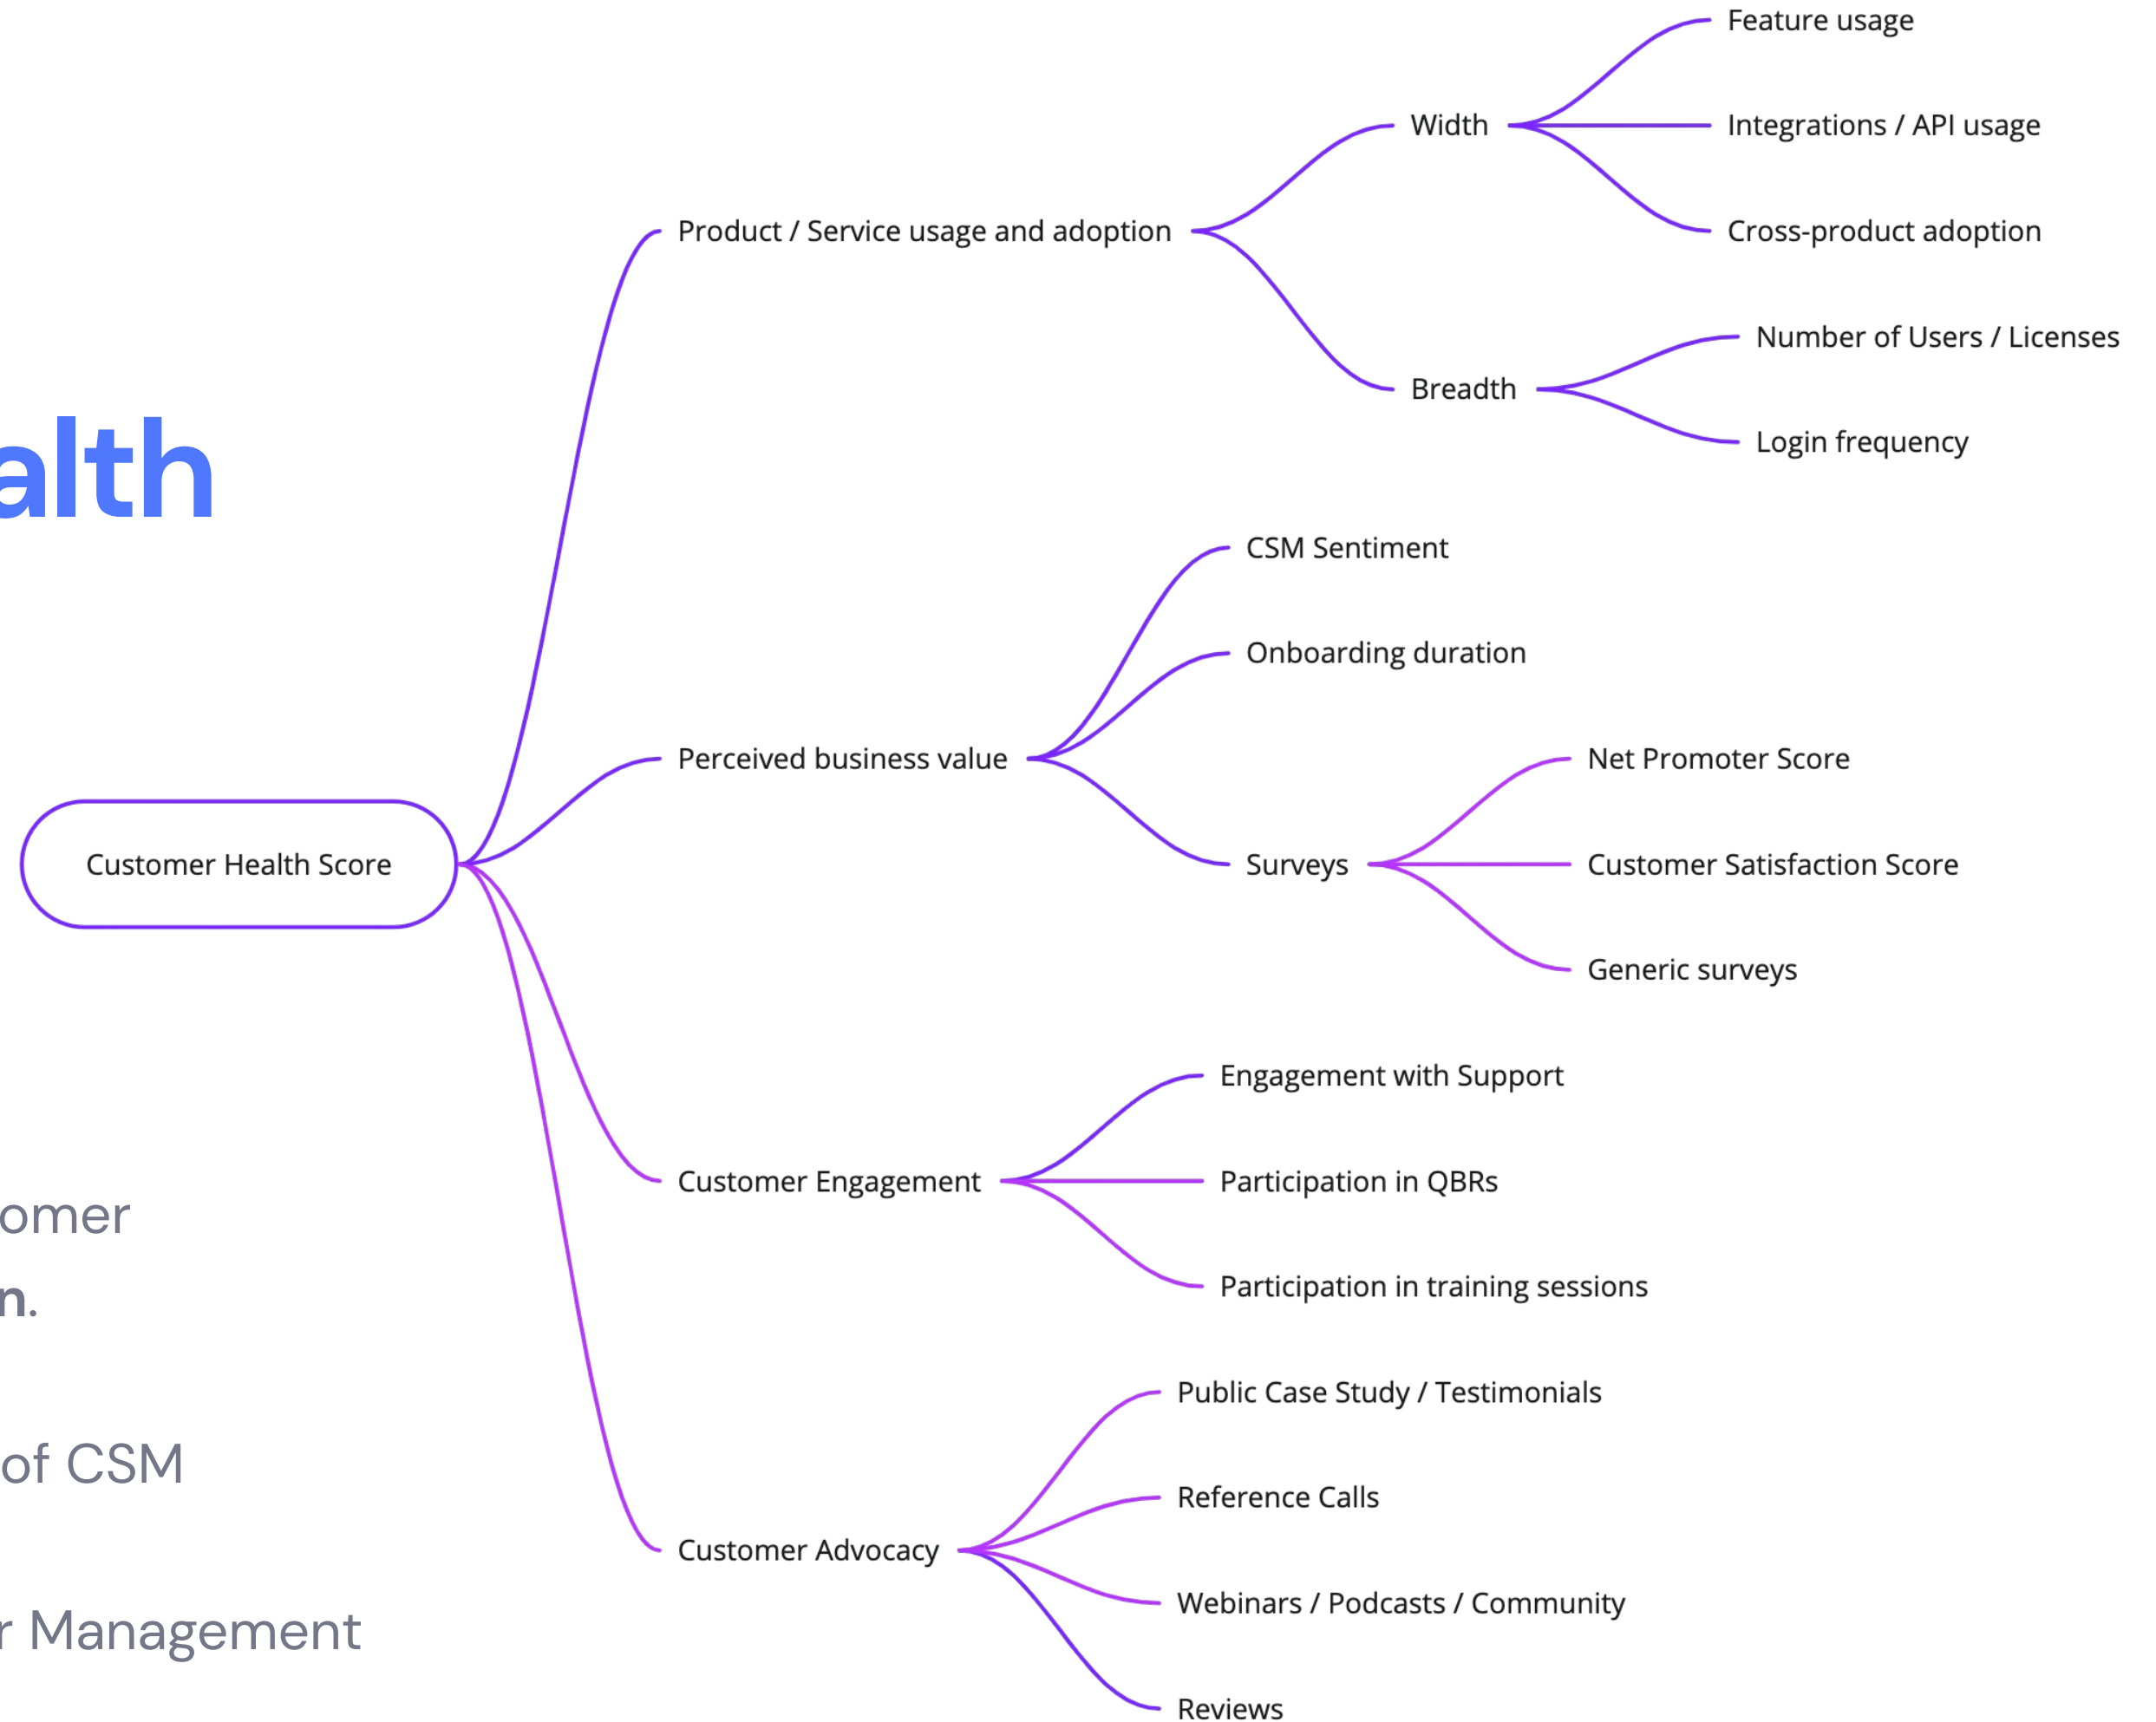 alth
omer
n.
of CSM
r Management
Customer Health Score
Product / Service usage and adoption
Width
Feature usage
Integrations / API usage
Cross-product adoption
Breadth
Number of Users / Licenses
Login frequency
Perceived business value
CSM Sentiment
Onboarding duration
Surveys
Net Promoter Score
Customer Satisfaction Score
Generic surveys
Customer Engagement
Engagement with Support
Participation in QBRs
Participation in training sessions
Customer Advocacy
Public Case Study / Testimonials
Reference Calls
Webinars / Podcasts / Community
Reviews